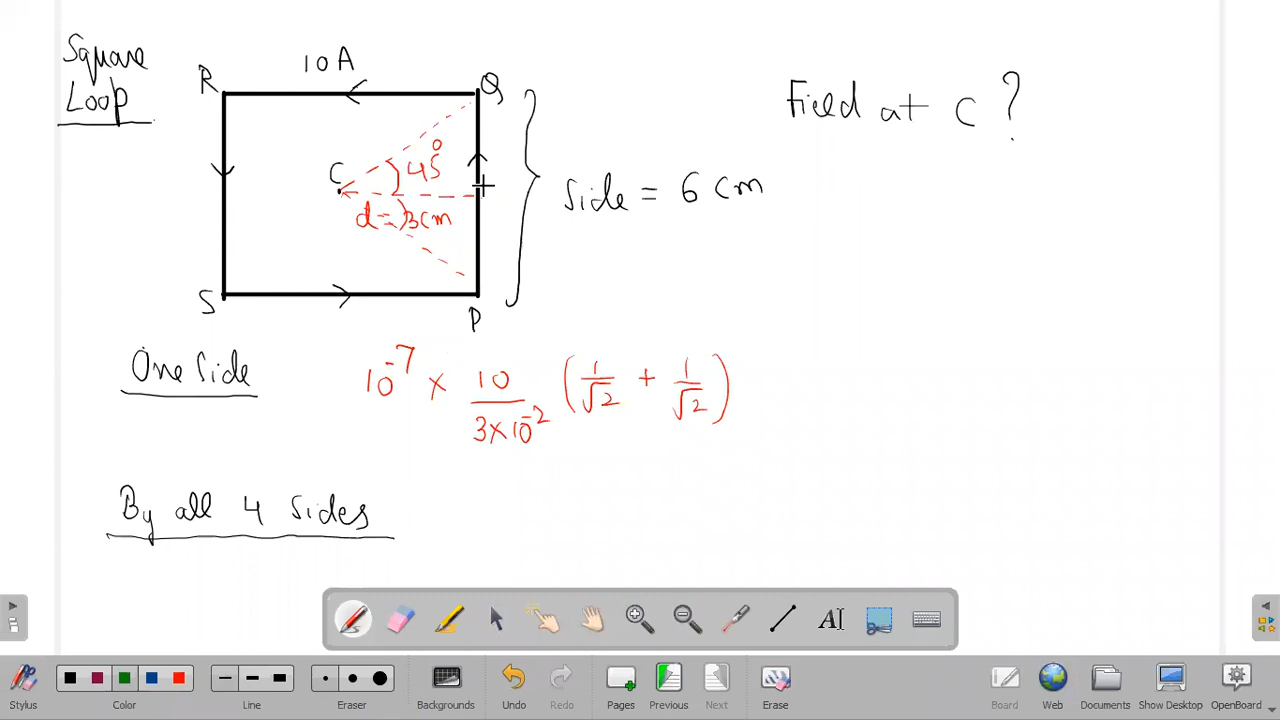 Square
Loop
10A
R
Q
C
45°
d = 3cm
S
P
Side = 6 cm
Field at C ?
One Side
10⁻⁷ × 10/(3×10⁻²) (1/√2 + 1/√2)
By all 4 Sides
Stylus
Color
Line
Eraser
Backgrounds
Undo
Redo
Pages
Previous
Next
Erase
Board
Web
Documents
Show Desktop
OpenBoard